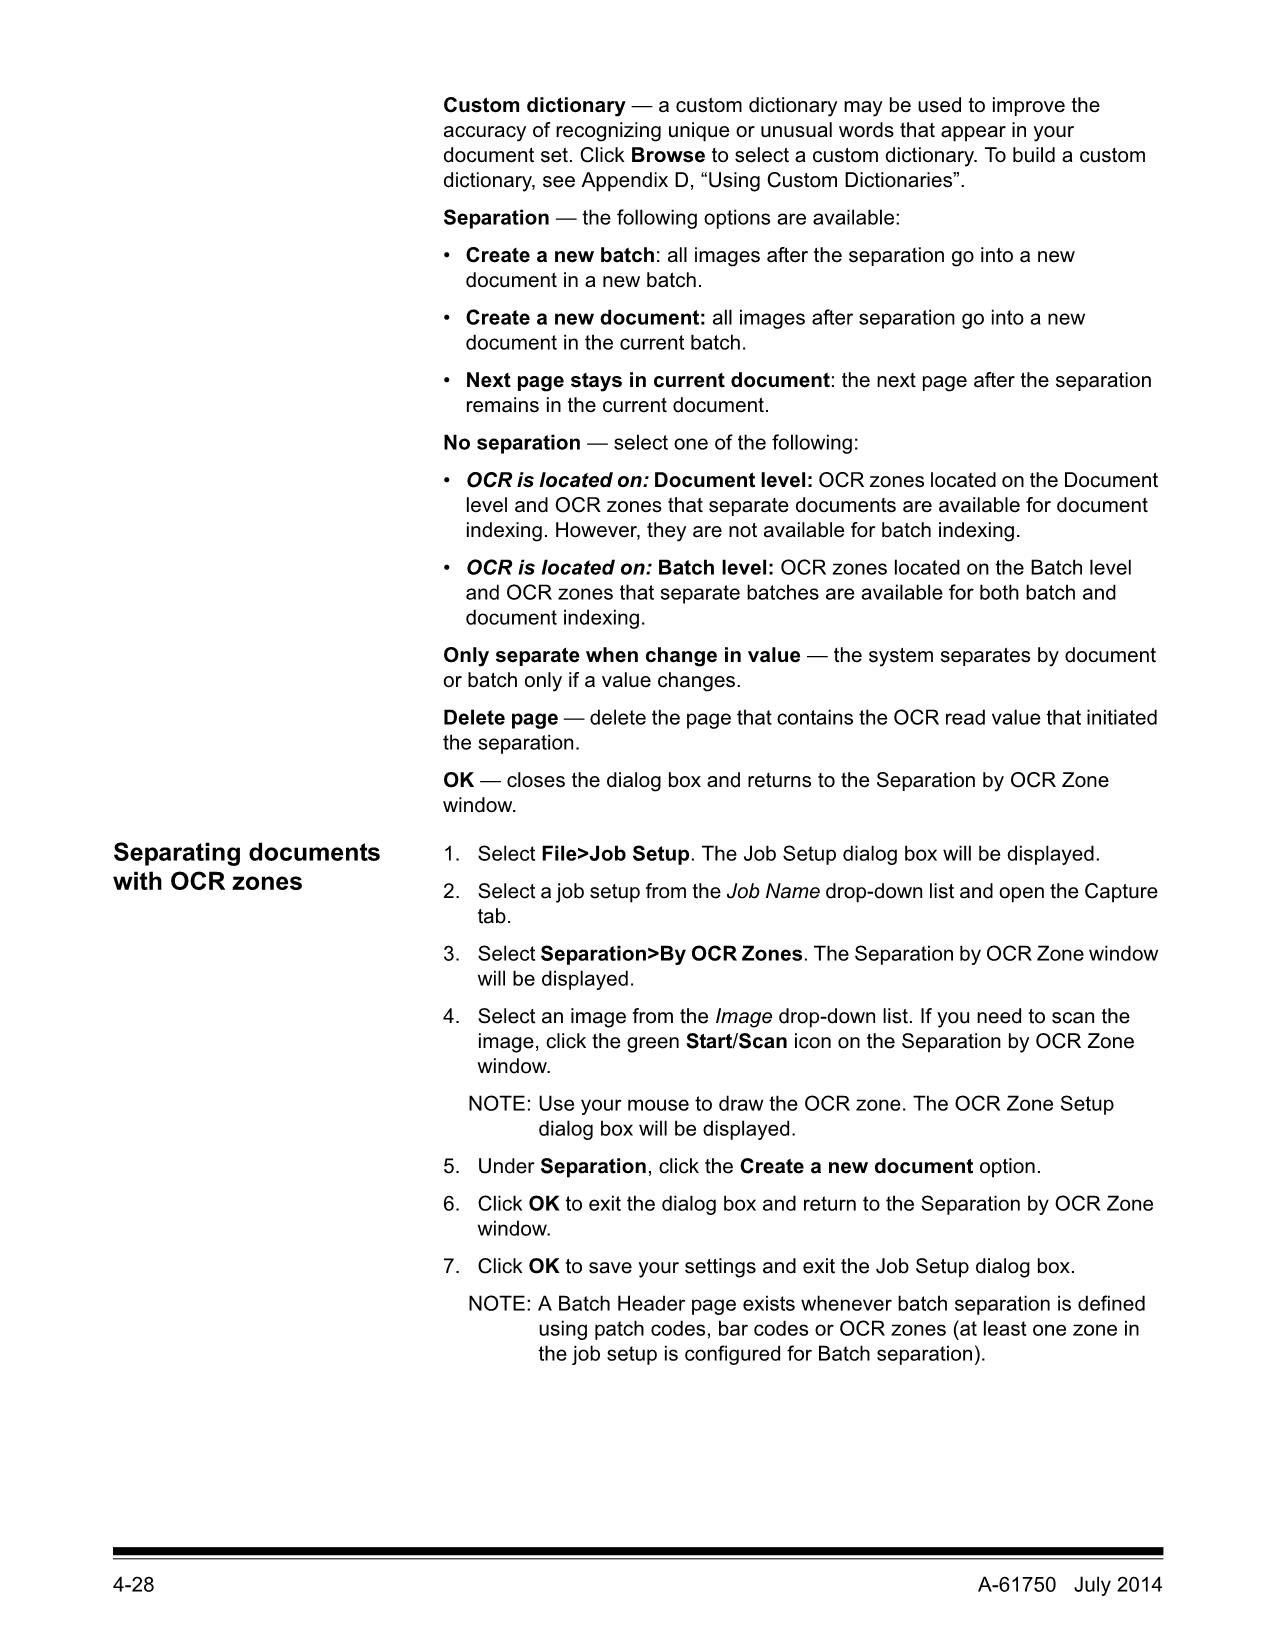 Custom dictionary — a custom dictionary may be used to improve the
accuracy of recognizing unique or unusual words that appear in your
document set. Click Browse to select a custom dictionary. To build a custom
dictionary, see Appendix D, “Using Custom Dictionaries”.
Separation — the following options are available:
• Create a new batch: all images after the separation go into a new
document in a new batch.
• Create a new document: all images after separation go into a new
document in the current batch.
• Next page stays in current document: the next page after the separation
remains in the current document.
No separation — select one of the following:
• OCR is located on: Document level: OCR zones located on the Document
level and OCR zones that separate documents are available for document
indexing. However, they are not available for batch indexing.
• OCR is located on: Batch level: OCR zones located on the Batch level
and OCR zones that separate batches are available for both batch and
document indexing.
Only separate when change in value — the system separates by document
or batch only if a value changes.
Delete page — delete the page that contains the OCR read value that initiated
the separation.
OK — closes the dialog box and returns to the Separation by OCR Zone
window.
Separating documents
with OCR zones
1. Select File>Job Setup. The Job Setup dialog box will be displayed.
2. Select a job setup from the Job Name drop-down list and open the Capture
tab.
3. Select Separation>By OCR Zones. The Separation by OCR Zone window
will be displayed.
4. Select an image from the Image drop-down list. If you need to scan the
image, click the green Start/Scan icon on the Separation by OCR Zone
window.
NOTE: Use your mouse to draw the OCR zone. The OCR Zone Setup
dialog box will be displayed.
5. Under Separation, click the Create a new document option.
6. Click OK to exit the dialog box and return to the Separation by OCR Zone
window.
7. Click OK to save your settings and exit the Job Setup dialog box.
NOTE: A Batch Header page exists whenever batch separation is defined
using patch codes, bar codes or OCR zones (at least one zone in
the job setup is configured for Batch separation).
4-28 A-61750 July 2014